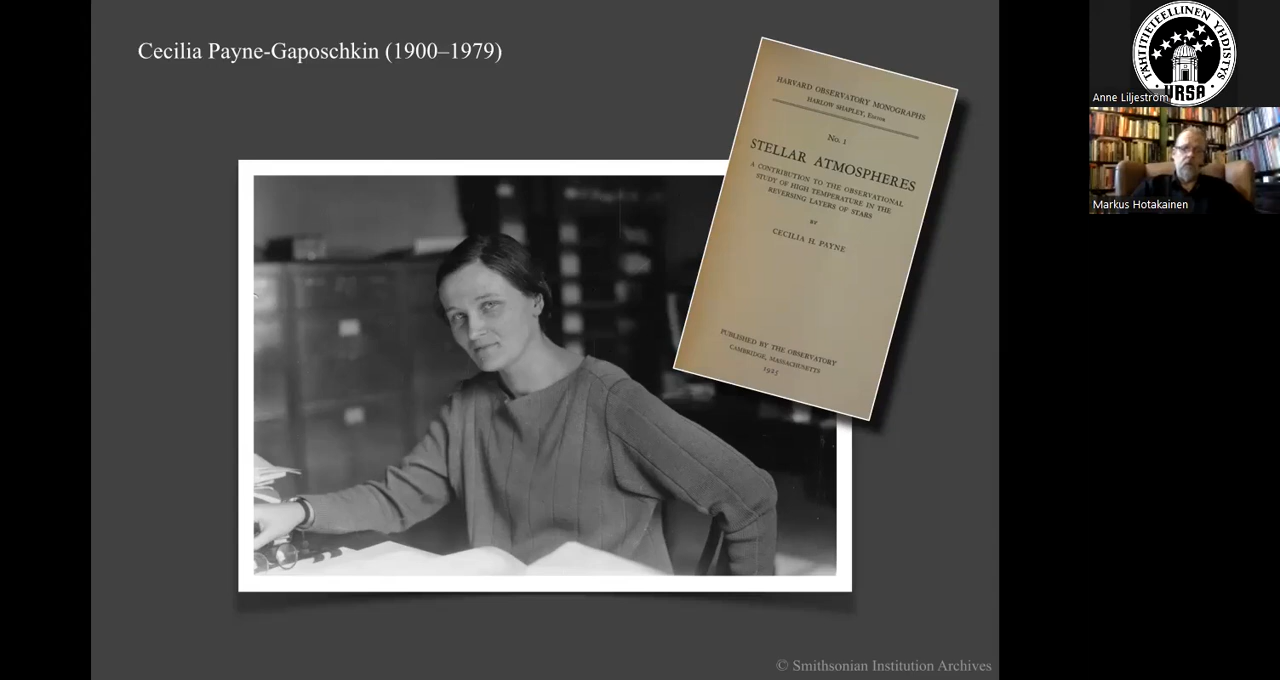 Cecilia Payne-Gaposchkin (1900–1979)
HARVARD OBSERVATORY MONOGRAPHS
HARLOW SHAPLEY, EDITOR
No. 1
STELLAR ATMOSPHERES
A CONTRIBUTION TO THE OBSERVATIONAL
STUDY OF HIGH TEMPERATURE IN THE
REVERSING LAYERS OF STARS
BY
CECILIA H. PAYNE
PUBLISHED BY THE OBSERVATORY
CAMBRIDGE, MASSACHUSETTS
1925
© Smithsonian Institution Archives
TÄHTITIETEELLINEN YHDISTYS
URSA
Anne Liljeström
Markus Hotakainen